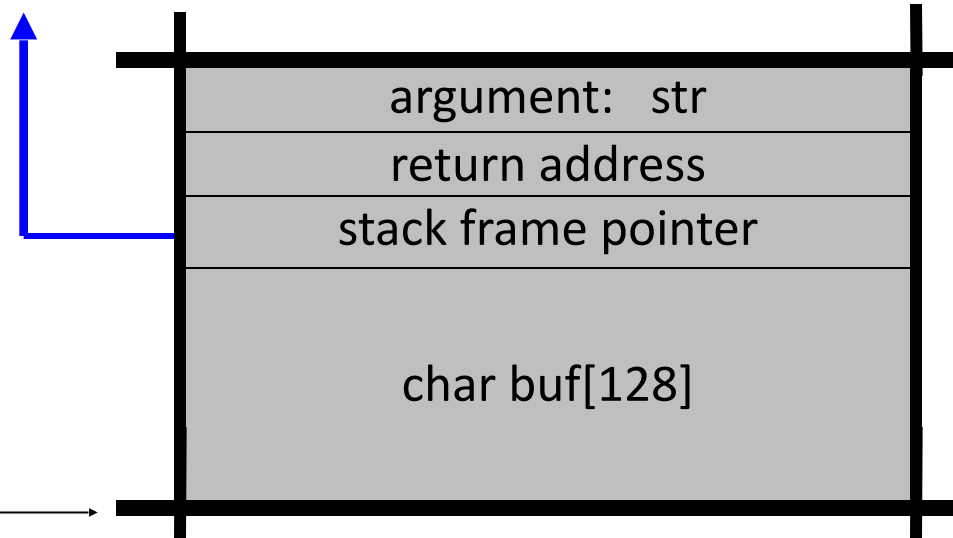 argument: str
return address
stack frame pointer
char buf[128]